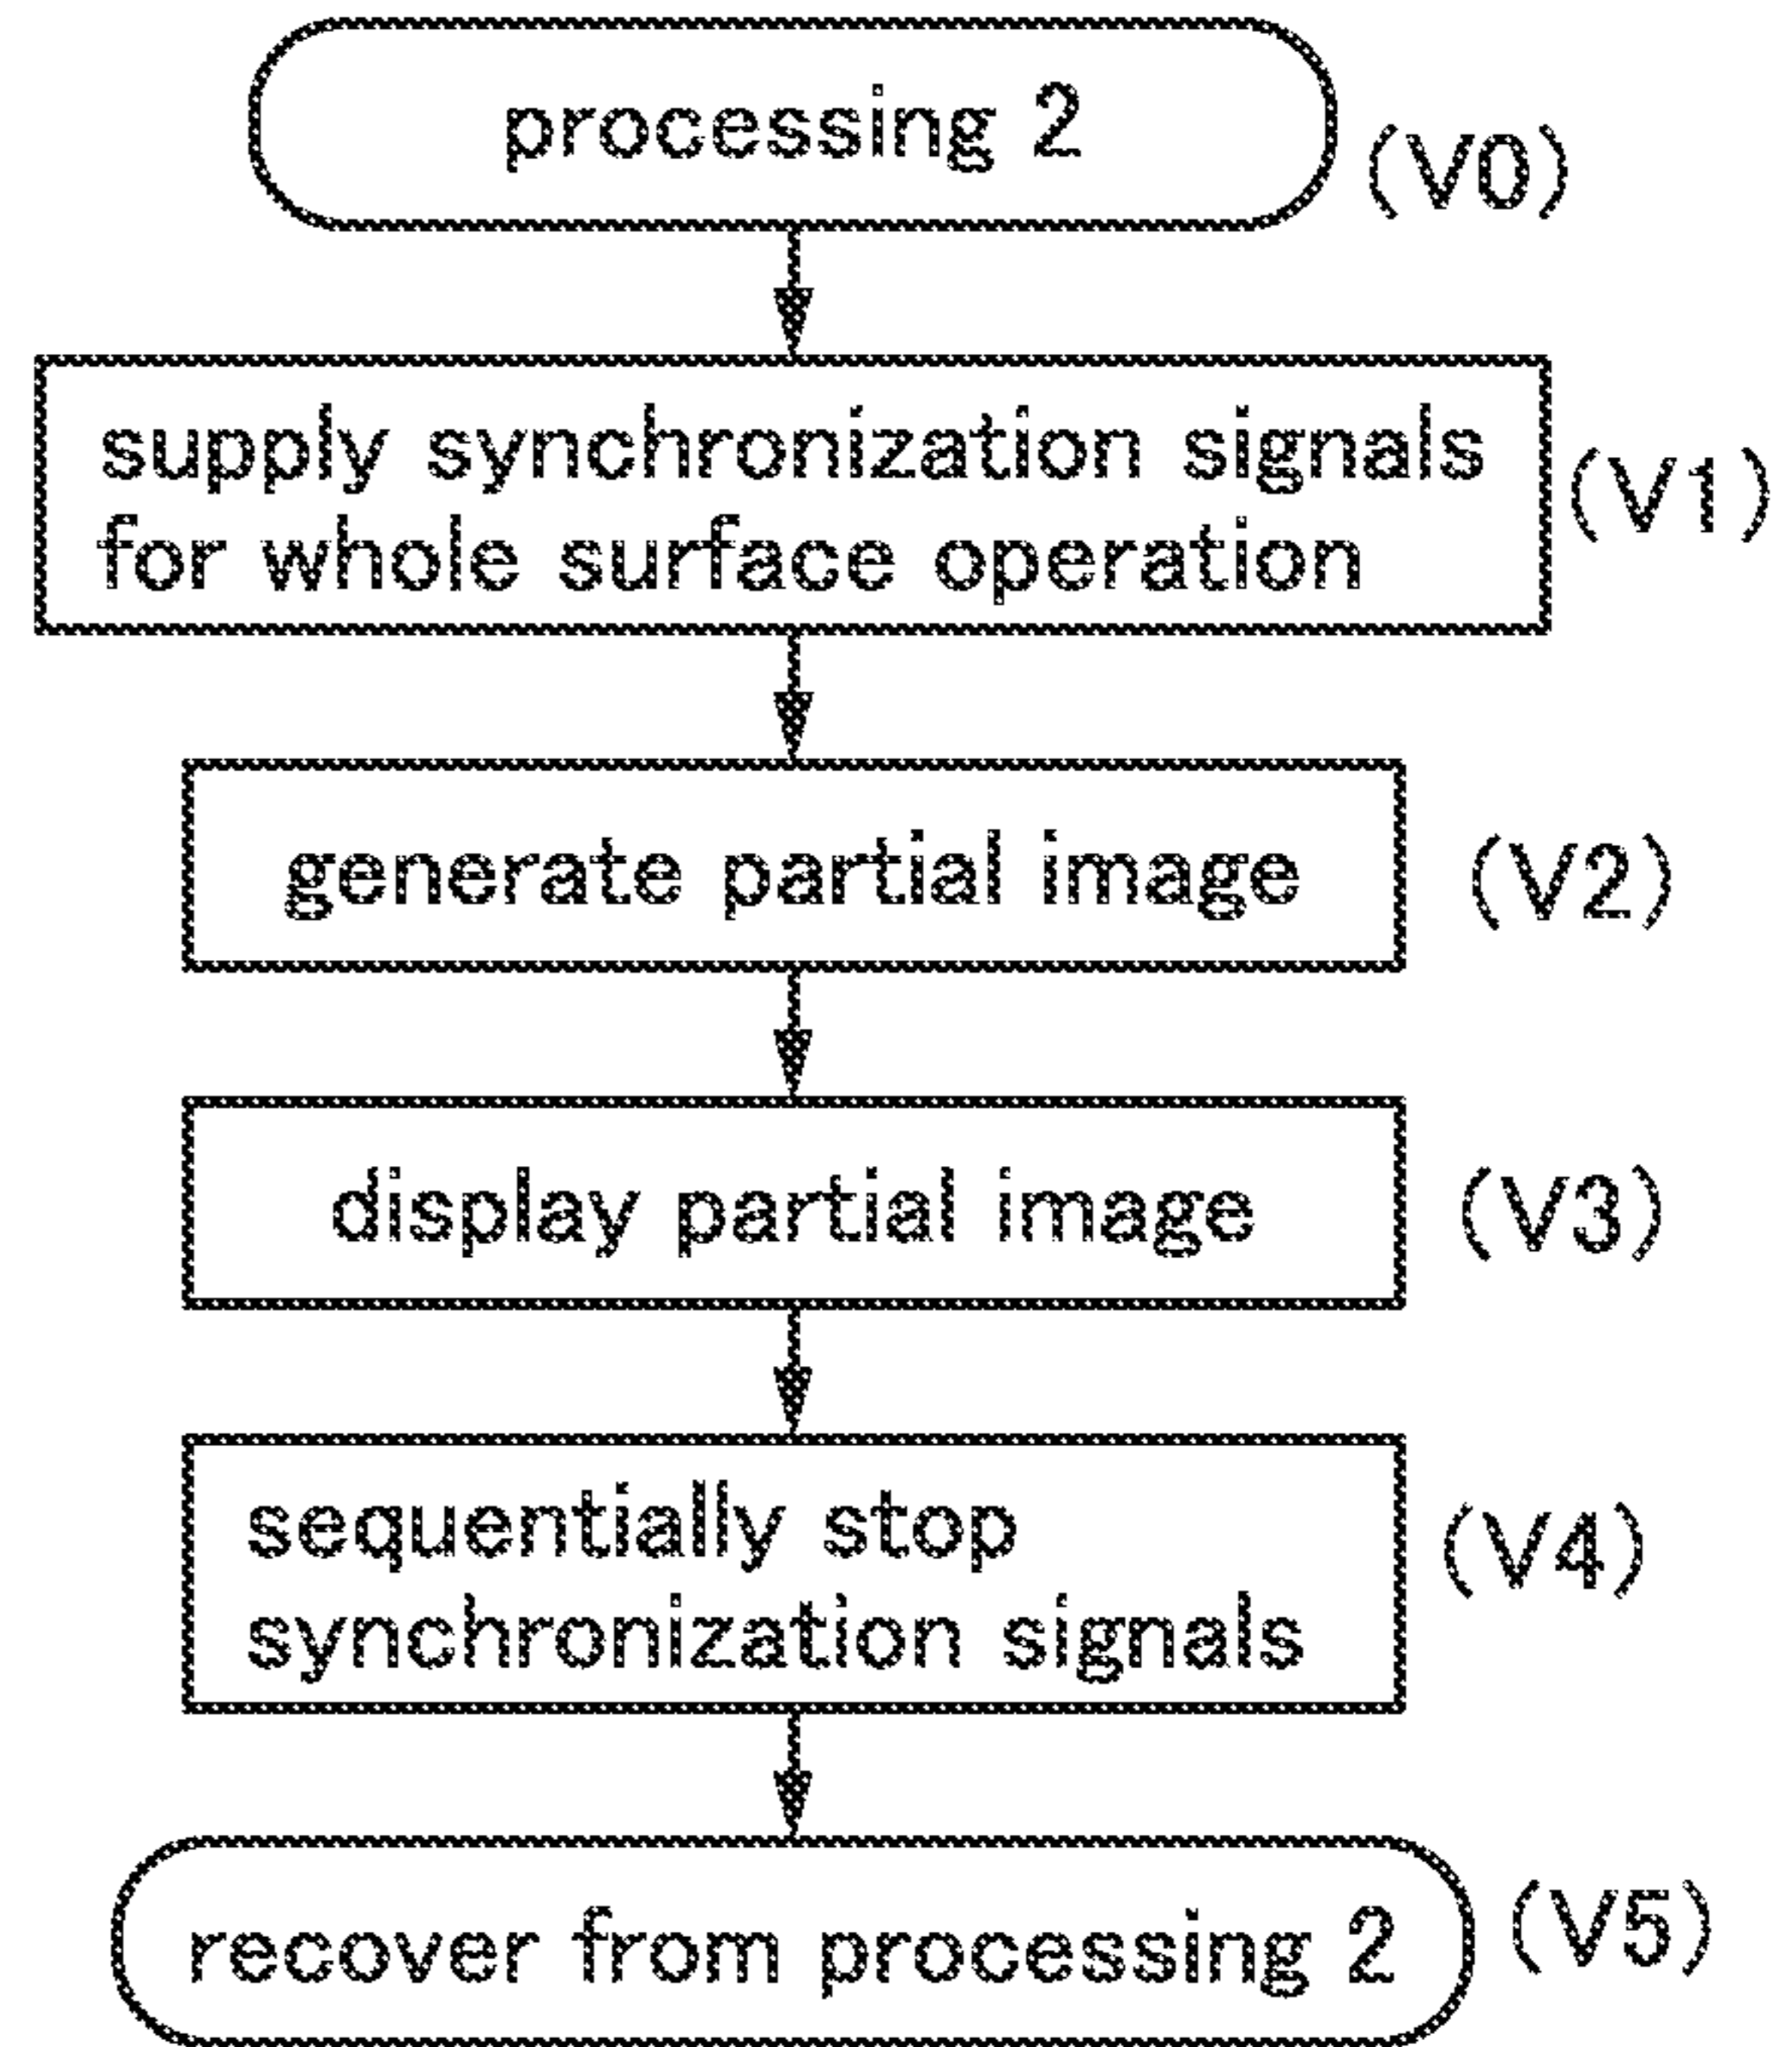 processing 2
(V0)
supply synchronization signals
for whole surface operation
(V1)
generate partial image
(V2)
display partial image
(V3)
sequentially stop
synchronization signals
(V4)
recover from processing 2
(V5)